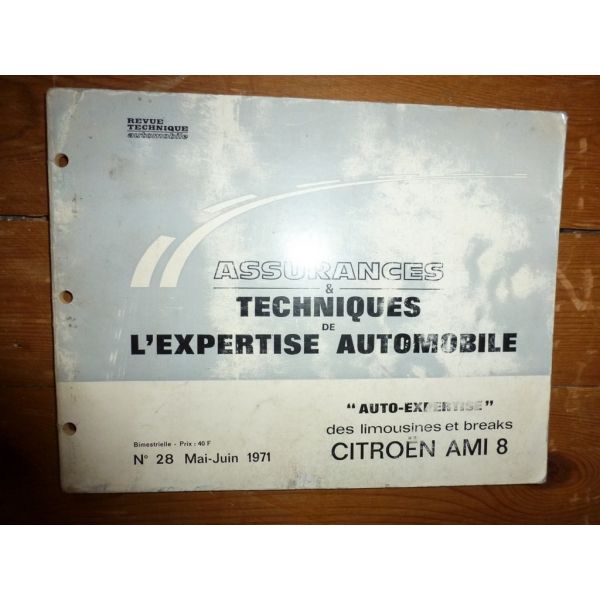 REVUE
TECHNIQUE
automobile
ASSURANCES
&
TECHNIQUES
DE
L'EXPERTISE AUTOMOBILE
"AUTO-EXPERTISE"
des limousines et breaks
CITROËN AMI 8
Bimestrielle - Prix : 40 F
N° 28 Mai-Juin 1971